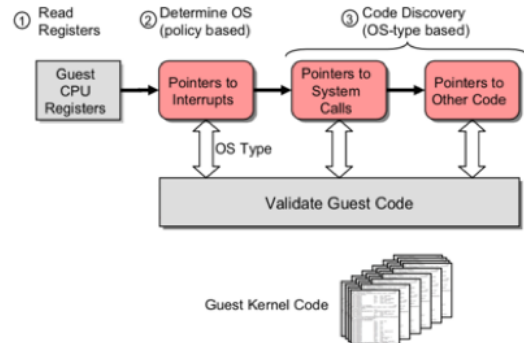 ① Read
Registers
② Determine OS
(policy based)
③ Code Discovery
(OS-type based)
Guest
CPU
Registers
Pointers to
Interrupts
Pointers to
System
Calls
Pointers to
Other Code
OS Type
Validate Guest Code
Guest Kernel Code